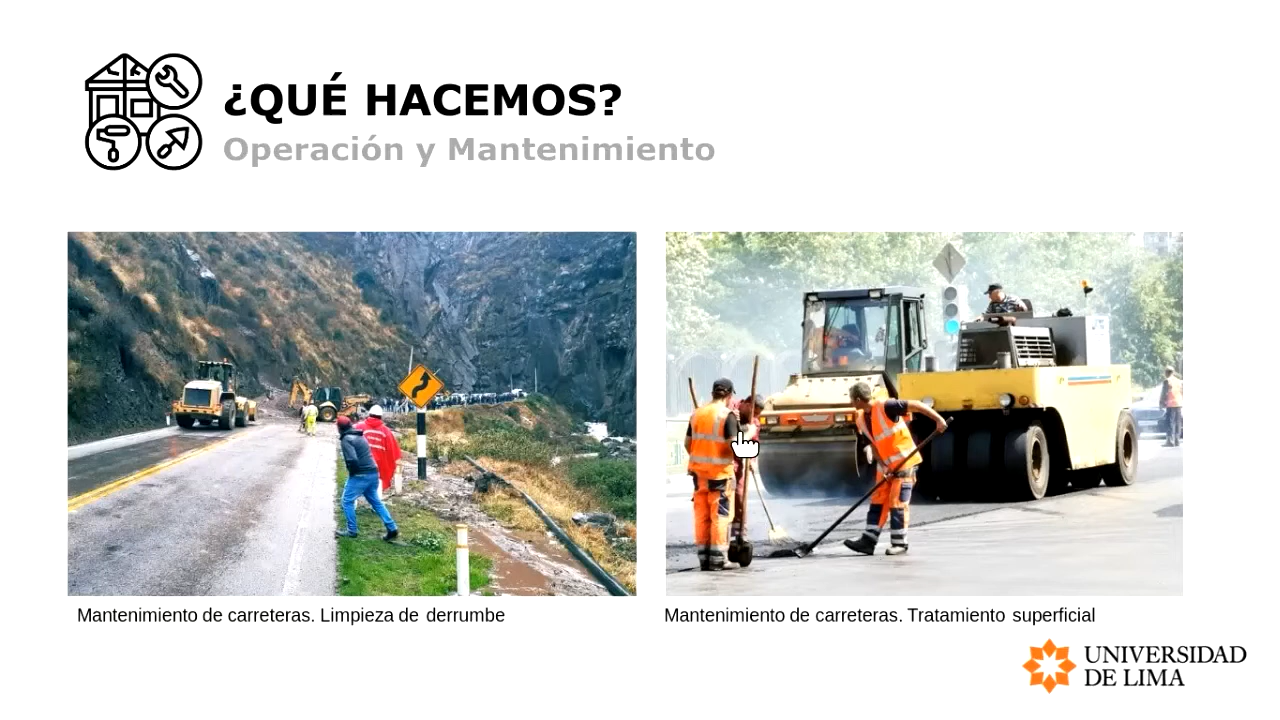 ¿QUÉ HACEMOS?
Operación y Mantenimiento
Mantenimiento de carreteras. Limpieza de derrumbe
Mantenimiento de carreteras. Tratamiento superficial
UNIVERSIDAD
DE LIMA